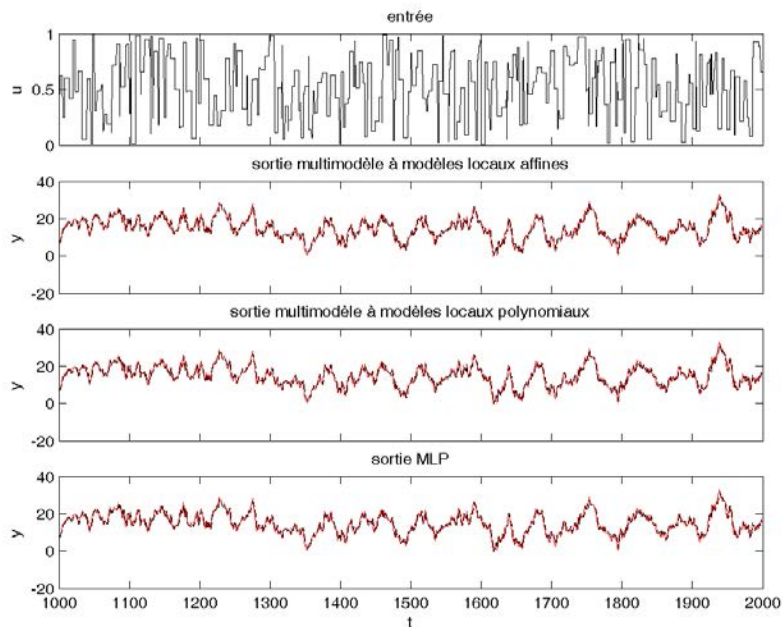 entrée
1
0.5
0
u
sortie multimodèle à modèles locaux affines
40
20
0
-20
y
sortie multimodèle à modèles locaux polynomiaux
40
20
0
-20
y
sortie MLP
40
20
0
-20
y
1000 1100 1200 1300 1400 1500 1600 1700 1800 1900 2000
t